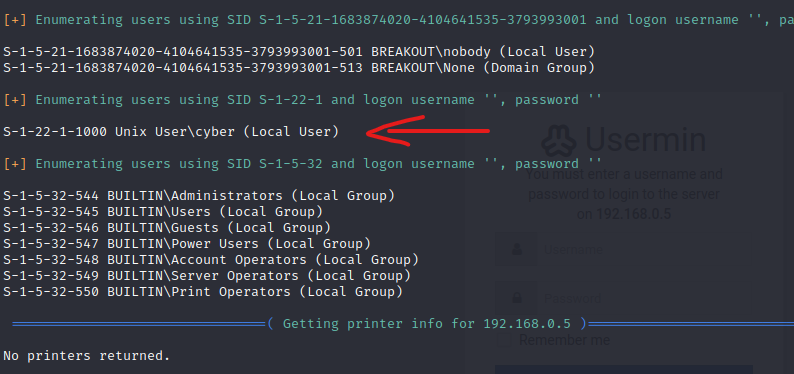 [+] Enumerating users using SID S-1-5-21-1683874020-4104641535-3793993001 and logon username '', pa
S-1-5-21-1683874020-4104641535-3793993001-501 BREAKOUT\nobody (Local User)
S-1-5-21-1683874020-4104641535-3793993001-513 BREAKOUT\None (Domain Group)
[+] Enumerating users using SID S-1-22-1 and logon username '', password ''
S-1-22-1-1000 Unix User\cyber (Local User)
Usermin
[+] Enumerating users using SID S-1-5-32 and logon username '', password ''
You must enter a username and
password to login to the server
on 192.168.0.5
S-1-5-32-544 BUILTIN\Administrators (Local Group)
S-1-5-32-545 BUILTIN\Users (Local Group)
S-1-5-32-546 BUILTIN\Guests (Local Group)
S-1-5-32-547 BUILTIN\Power Users (Local Group)
S-1-5-32-548 BUILTIN\Account Operators (Local Group)
S-1-5-32-549 BUILTIN\Server Operators (Local Group)
S-1-5-32-550 BUILTIN\Print Operators (Local Group)
Username
Password
( Getting printer info for 192.168.0.5 )
Remember me
No printers returned.